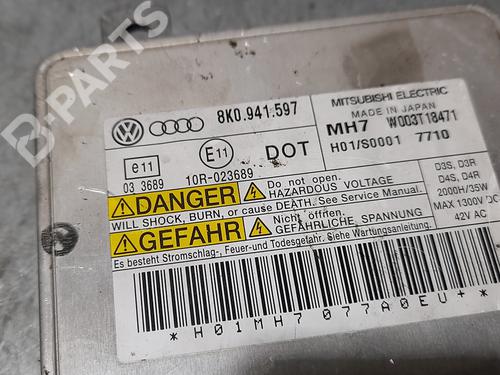 B-PARTS
8K0.941.597
MITSUBISHI ELECTRIC
MADE IN JAPAN
MH7 W003T18471
H01/S0001 7710
e11
03 3689
E11
10R-023689
DOT
D3S, D3R
D4S, D4R
2000H/35W
MAX 1300V DC
42V AC
DANGER
Do not open.
HAZARDOUS VOLTAGE
WILL SHOCK, BURN, or cause DEATH. See Service Manual.
GEFAHR
Nicht öffnen.
GEFÄHRLICHE, SPANNUNG
Es besteht Stromschlag-, Feuer-und Todesgefahr. Siehe Wartungsanleitung.
*H01MH7077A0EU+*